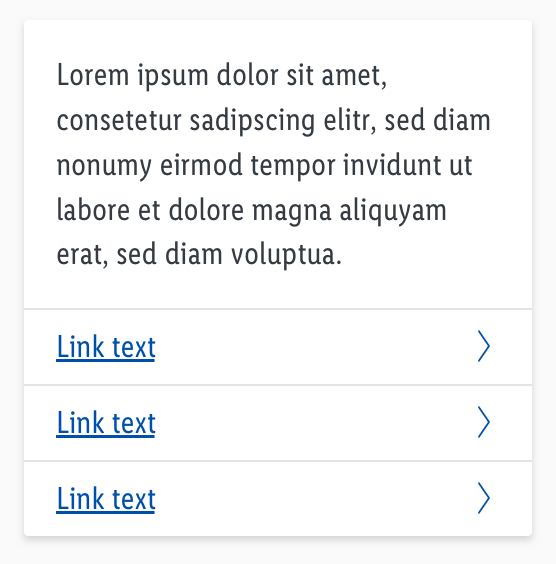 Lorem ipsum dolor sit amet,
consetetur sadipscing elitr, sed diam
nonumy eirmod tempor invidunt ut
labore et dolore magna aliquyam
erat, sed diam voluptua.
Link text
Link text
Link text